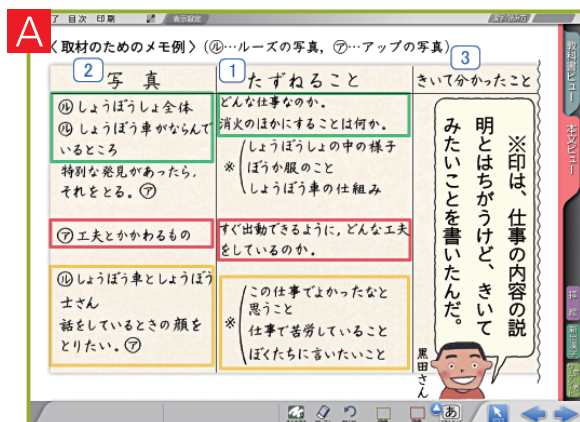 A
了 目次 印刷
表示設定
〈取材のためのメモ例〉(ル…ルーズの写真, ア…アップの写真)
2
写真
ル しょうぼうしょ全体
ル しょうぼう車がならんで
いるところ
特別な発見があったら,
それをとる。ア
ア 工夫とかかわるもの
ル しょうぼう車としょうぼう
士さん
話をしているときの顔を
とりたい。ア
1
たずねること
どんな仕事なのか。
消火のほかにすることは何か。
※
しょうぼうしょの中の様子
ぼうか服のこと
しょうぼう車の仕組み
すぐ出動できるように,どんな工夫
をしているのか。
※
この仕事でよかったなと
思うこと
仕事で苦労していること
ぼくたちに言いたいこと
3
きいて分かったこと
※印は、仕事の内容の説
明とはちがうけど、きいて
みたいことを書いたんだ。
黒田さん
教科書ビュー
本文ビュー
挿絵
新出漢字
あ